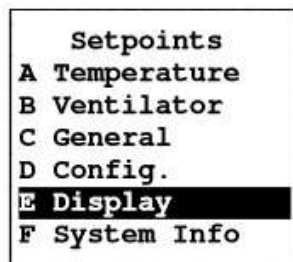 Setpoints
A Temperature
B Ventilator
C General
D Config.
E Display
F System Info